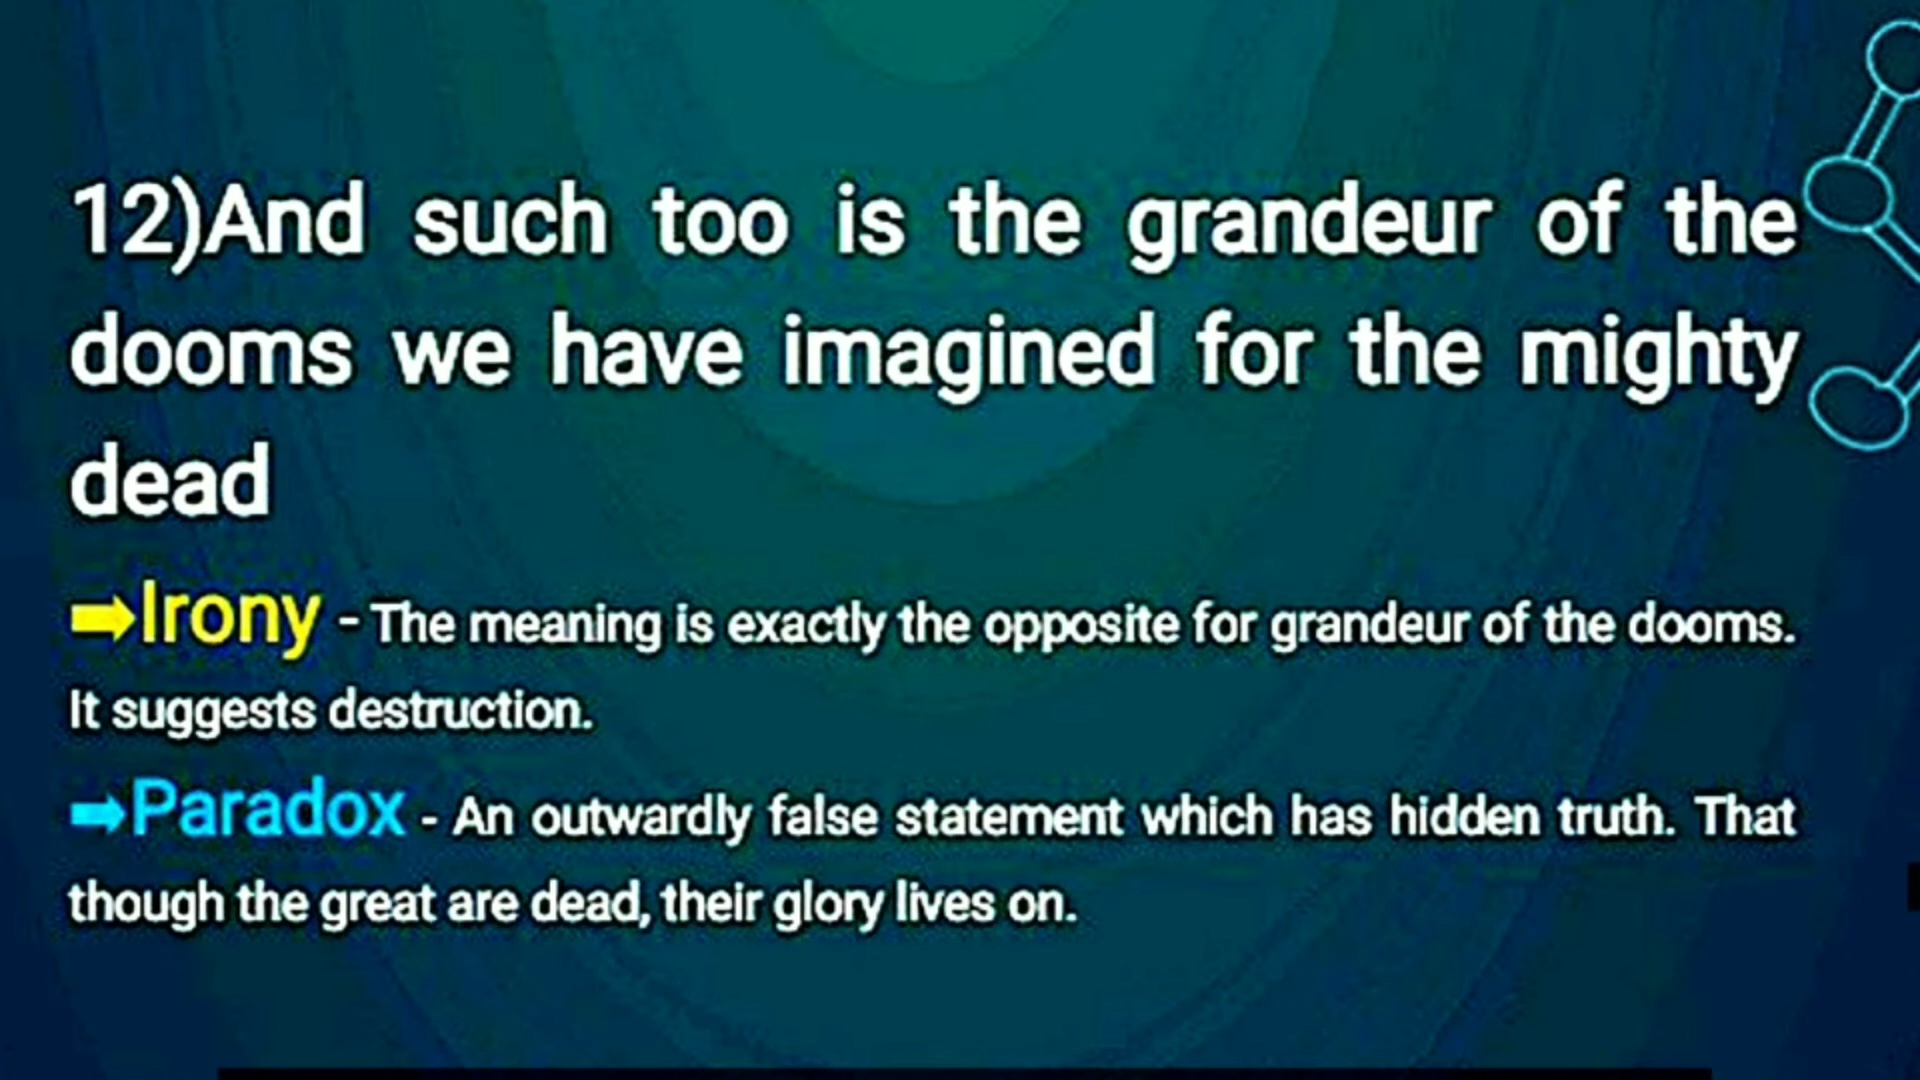 12)And such too is the grandeur of the
dooms we have imagined for the mighty
dead
➡Irony - The meaning is exactly the opposite for grandeur of the dooms.
It suggests destruction.
➡Paradox - An outwardly false statement which has hidden truth. That
though the great are dead, their glory lives on.